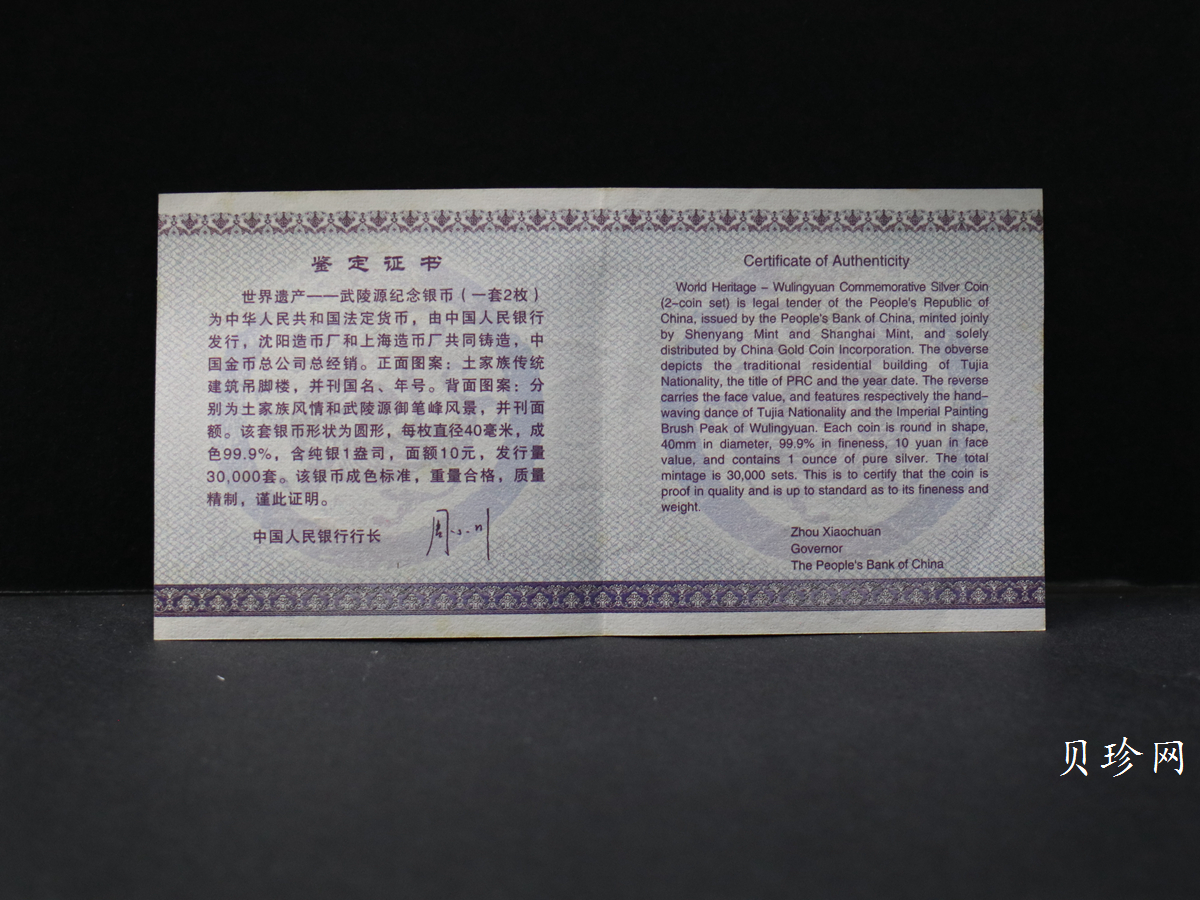 鉴定证书
世界遗产——武陵源纪念银币（一套2枚）
为中华人民共和国法定货币，由中国人民银行
发行，沈阳造币厂和上海造币厂共同铸造，中
国金币总公司总经销。正面图案：土家族传统
建筑吊脚楼，并刊国名、年号。背面图案：分
别为土家族风情和武陵源御笔峰风景，并刊面
额。该套银币形状为圆形，每枚直径40毫米，成
色99.9%，含纯银1盎司，面额10元，发行量
30,000套。该银币成色标准，重量合格，质量
精制，谨此证明。
中国人民银行行长 周小川
Certificate of Authenticity
World Heritage – Wulingyuan Commemorative Silver Coin
(2–coin set) is legal tender of the People's Republic of
China, issued by the People's Bank of China, minted joinly
by Shenyang Mint and Shanghai Mint, and solely
distributed by China Gold Coin Incorporation. The obverse
depicts the traditional residential building of Tujia
Nationality, the title of PRC and the year date. The reverse
carries the face value, and features respectively the hand–
waving dance of Tujia Nationality and the Imperial Painting
Brush Peak of Wulingyuan. Each coin is round in shape,
40mm in diameter, 99.9% in fineness, 10 yuan in face
value, and contains 1 ounce of pure silver. The total
mintage is 30,000 sets. This is to certify that the coin is
proof in quality and is up to standard as to its fineness and
weight.
Zhou Xiaochuan
Governor
The People's Bank of China
贝珍网